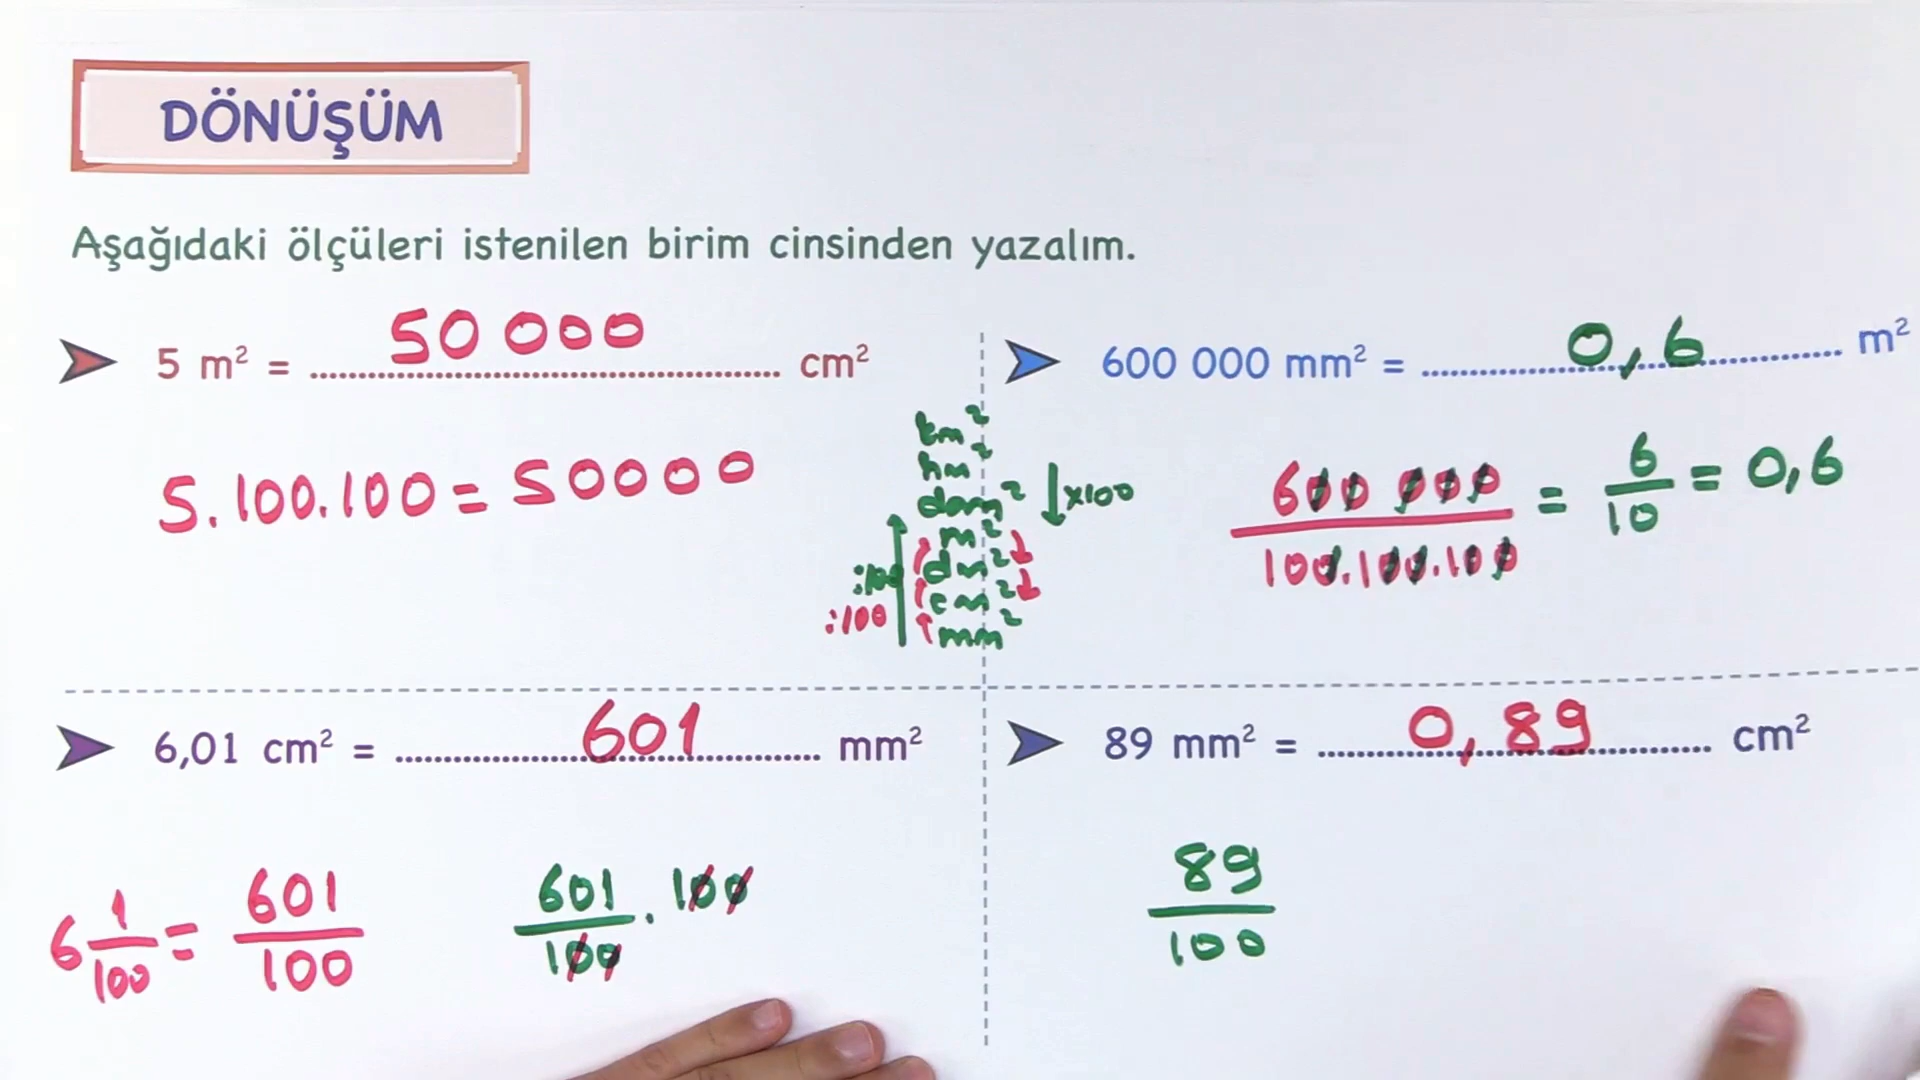 DÖNÜŞÜM
Aşağıdaki ölçüleri istenilen birim cinsinden yazalım.
5 m² = 50 000 cm²
5.100.100 = 50000
600 000 mm² = 0,6 m²
600 000 / 100.100.100 = 6/10 = 0,6
km²
hm²
dam²
m²
dm²
cm²
mm²
x100
:100
:100
6,01 cm² = 601 mm²
6 1/100 = 601/100
601/100 . 100
89 mm² = 0,89 cm²
89/100